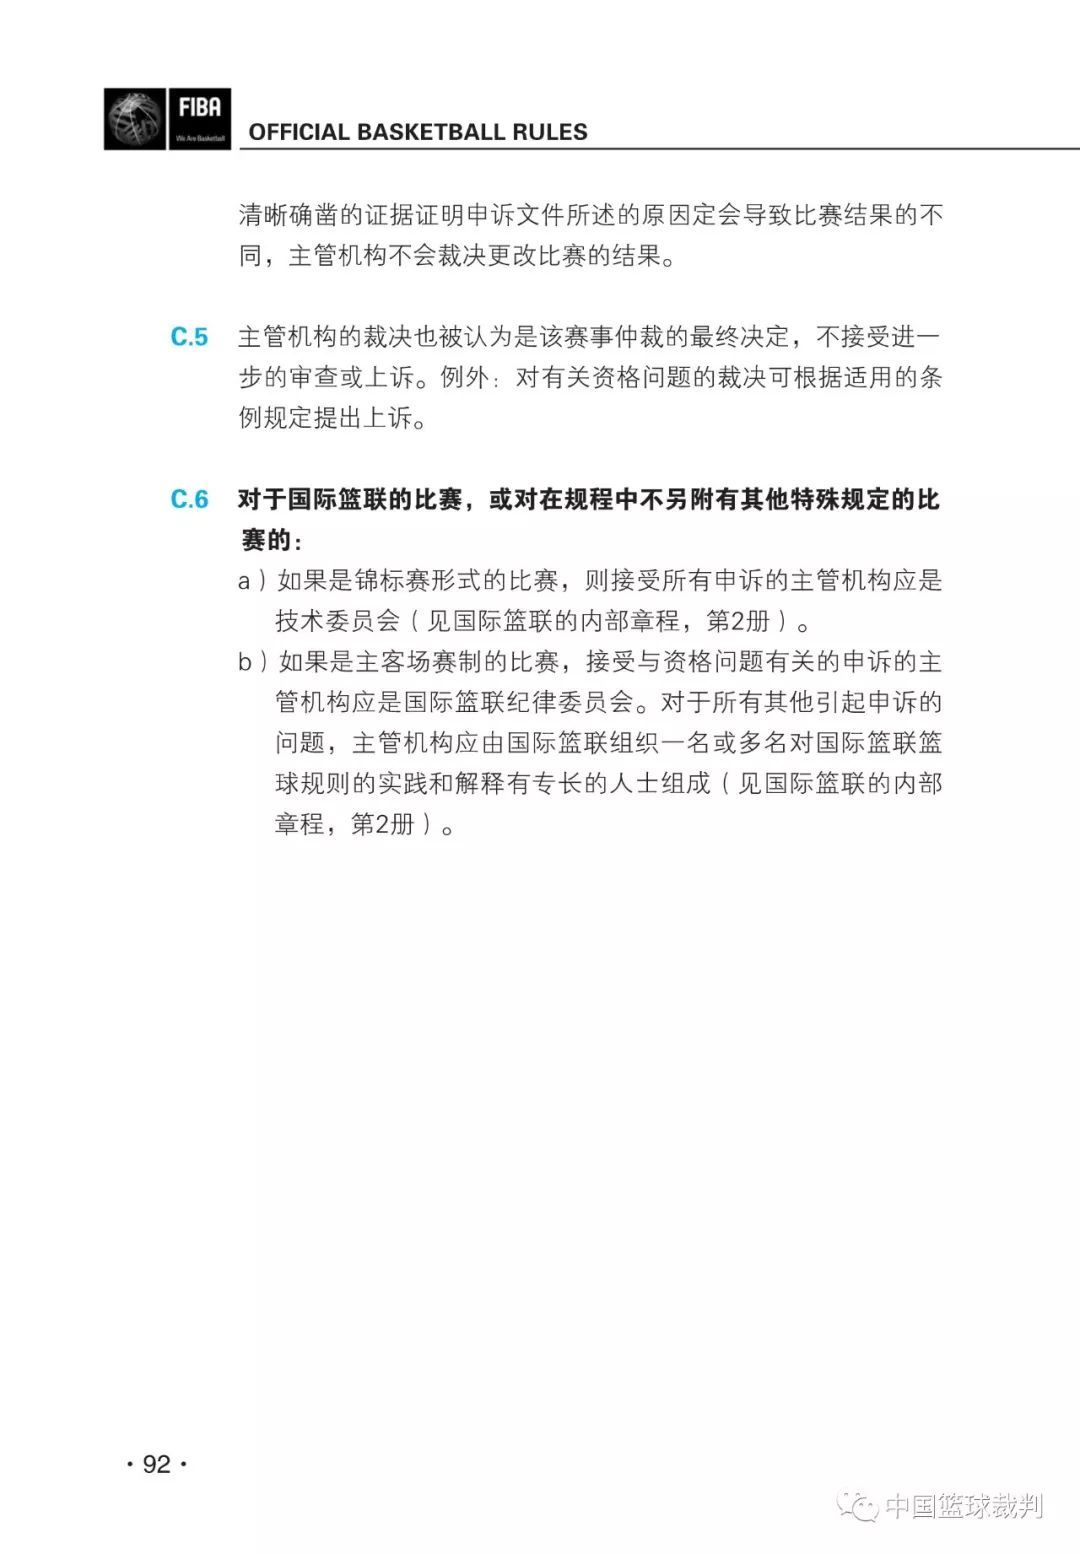 FIBA
We Are Basketball
OFFICIAL BASKETBALL RULES
清晰确凿的证据证明申诉文件所述的原因定会导致比赛结果的不
同，主管机构不会裁决更改比赛的结果。
C.5 主管机构的裁决也被认为是该赛事仲裁的最终决定，不接受进一
步的审查或上诉。例外：对有关资格问题的裁决可根据适用的条
例规定提出上诉。
C.6 对于国际篮联的比赛，或对在规程中不另附有其他特殊规定的比
赛的：
a）如果是锦标赛形式的比赛，则接受所有申诉的主管机构应是
技术委员会（见国际篮联的内部章程，第2册）。
b）如果是主客场赛制的比赛，接受与资格问题有关的申诉的主
管机构应是国际篮联纪律委员会。对于所有其他引起申诉的
问题，主管机构应由国际篮联组织一名或多名对国际篮联篮
球规则的实践和解释有专长的人士组成（见国际篮联的内部
章程，第2册）。
·92·
中国篮球裁判